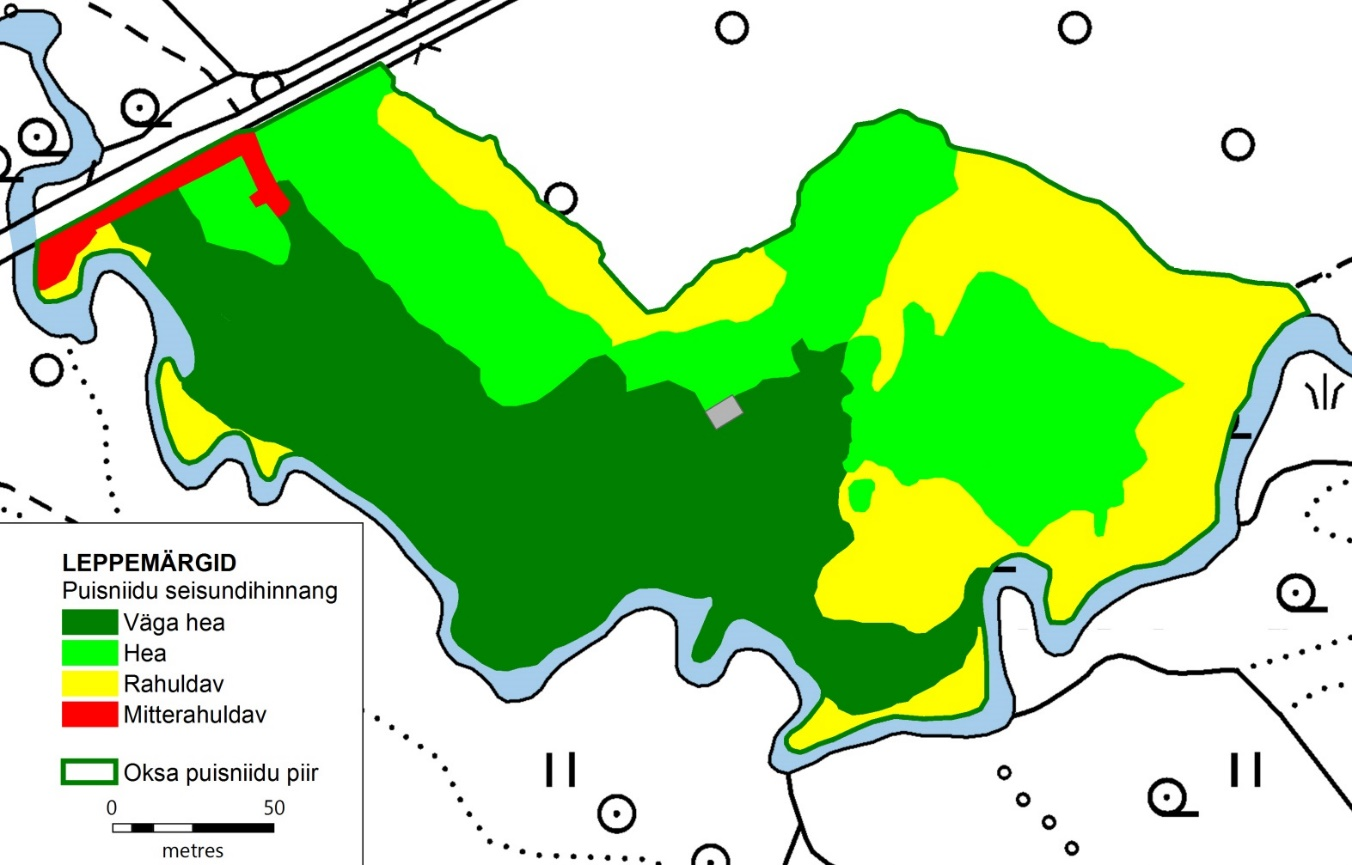 LEPPEMÄRGID
Puisniidu seisundihinnang
Väga hea
Hea
Rahuldav
Mitterahuldav
Oksa puisniidu piir
0 50
metres